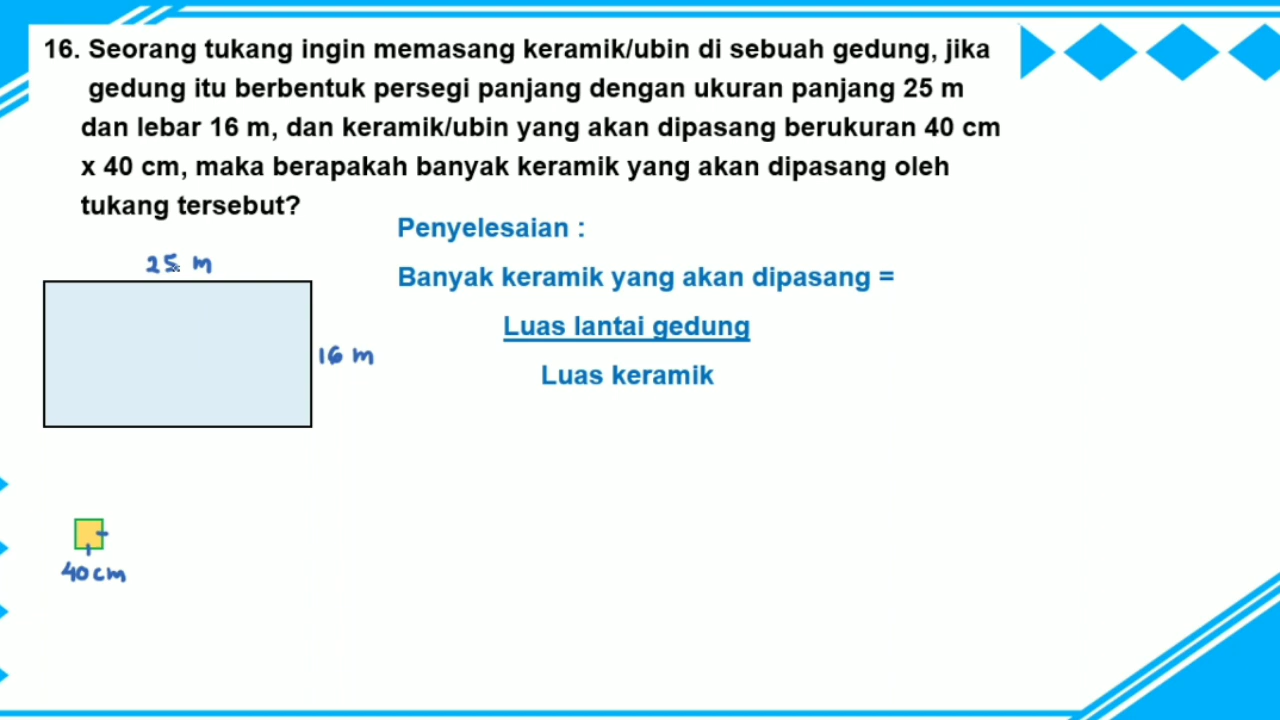 16. Seorang tukang ingin memasang keramik/ubin di sebuah gedung, jika
gedung itu berbentuk persegi panjang dengan ukuran panjang 25 m
dan lebar 16 m, dan keramik/ubin yang akan dipasang berukuran 40 cm
x 40 cm, maka berapakah banyak keramik yang akan dipasang oleh
tukang tersebut?
Penyelesaian :
25 m
Banyak keramik yang akan dipasang =
Luas lantai gedung
16 m
Luas keramik
40 cm